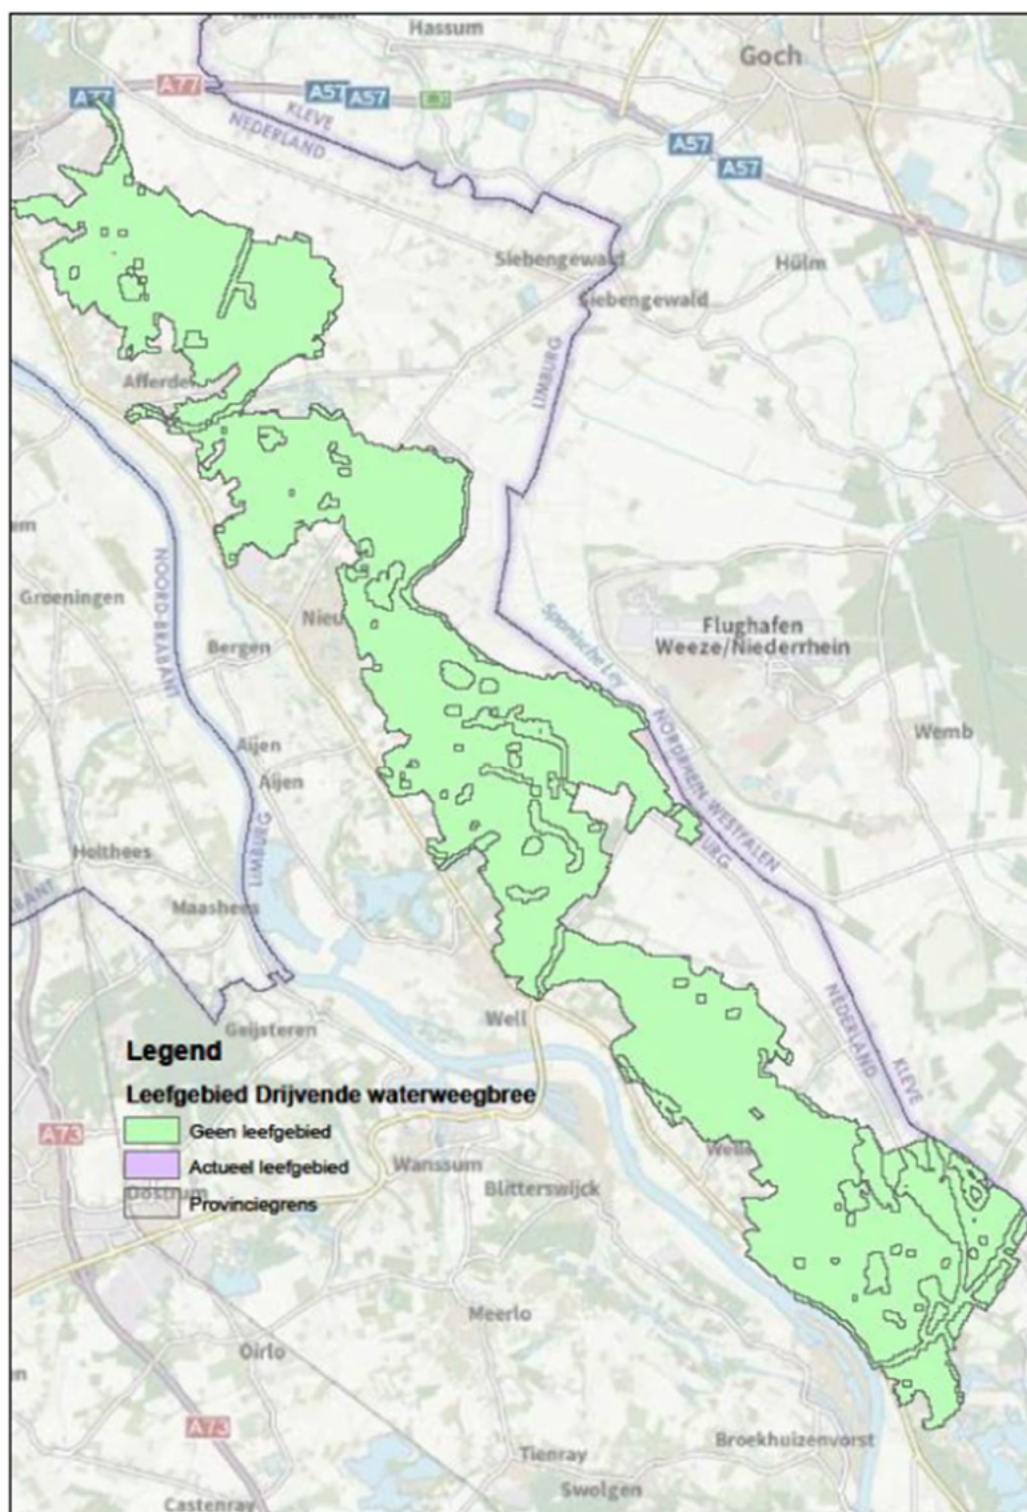 Hassum
Goch
A77
A77
A57
A57
KLEVE
NEDERLAND
A57
A57
Siebengewald
Hülm
Siebengewald
LIMBURG
Afferden
NOORD-BRABANT
Groeningen
Nieu
Bergen
Spanische Ley
Flughafen
Weeze/Niederrhein
Wemb
NORDRHEIN-WESTFALEN
Aijen
Aijen
LIMBURG
Holthees
Maashees
Geijsteren
Well
NEDERLAND
KLEVE
Legend
Leefgebied Drijvende waterweegbree
Geen leefgebied
Actueel leefgebied
Provinciegrens
A73
Oostrum
Wanssum
Blitterswijck
Meerlo
Oirlo
A73
Tienray
Broekhuizenvorst
Swolgen
Castenray